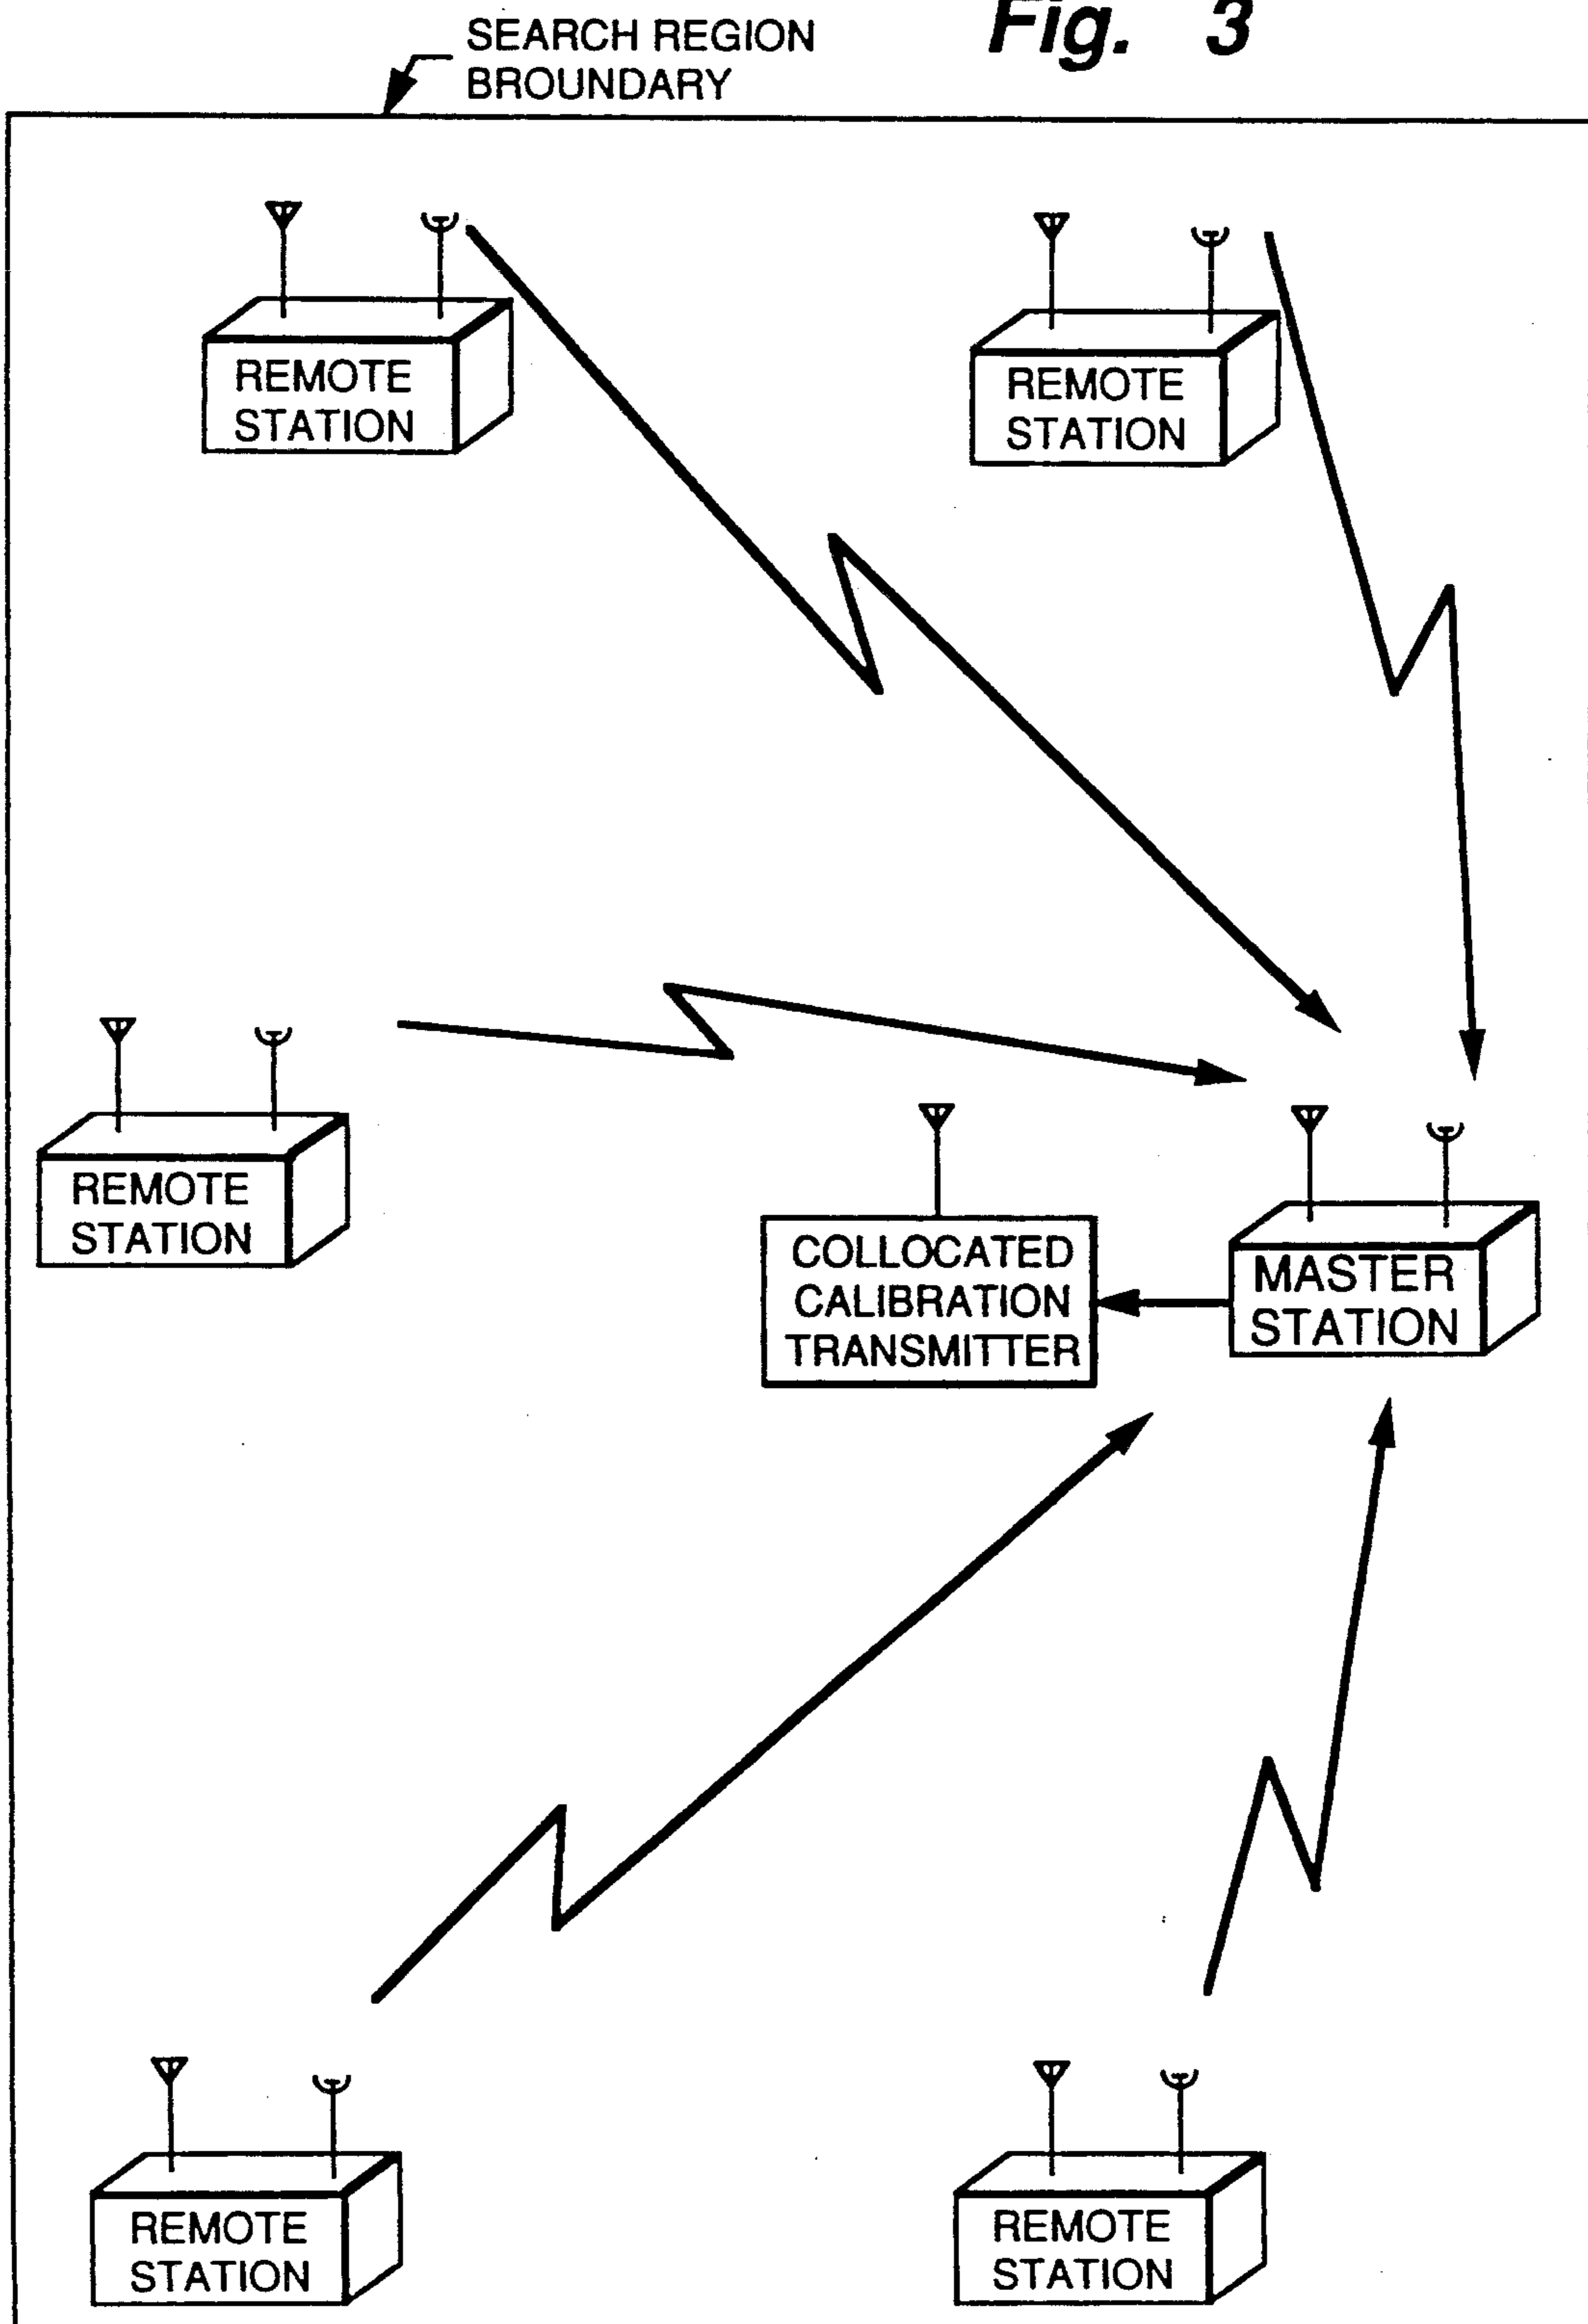 Fig. 3
SEARCH REGION
BROUNDARY
REMOTE
STATION
REMOTE
STATION
REMOTE
STATION
COLLOCATED
CALIBRATION
TRANSMITTER
MASTER
STATION
REMOTE
STATION
REMOTE
STATION